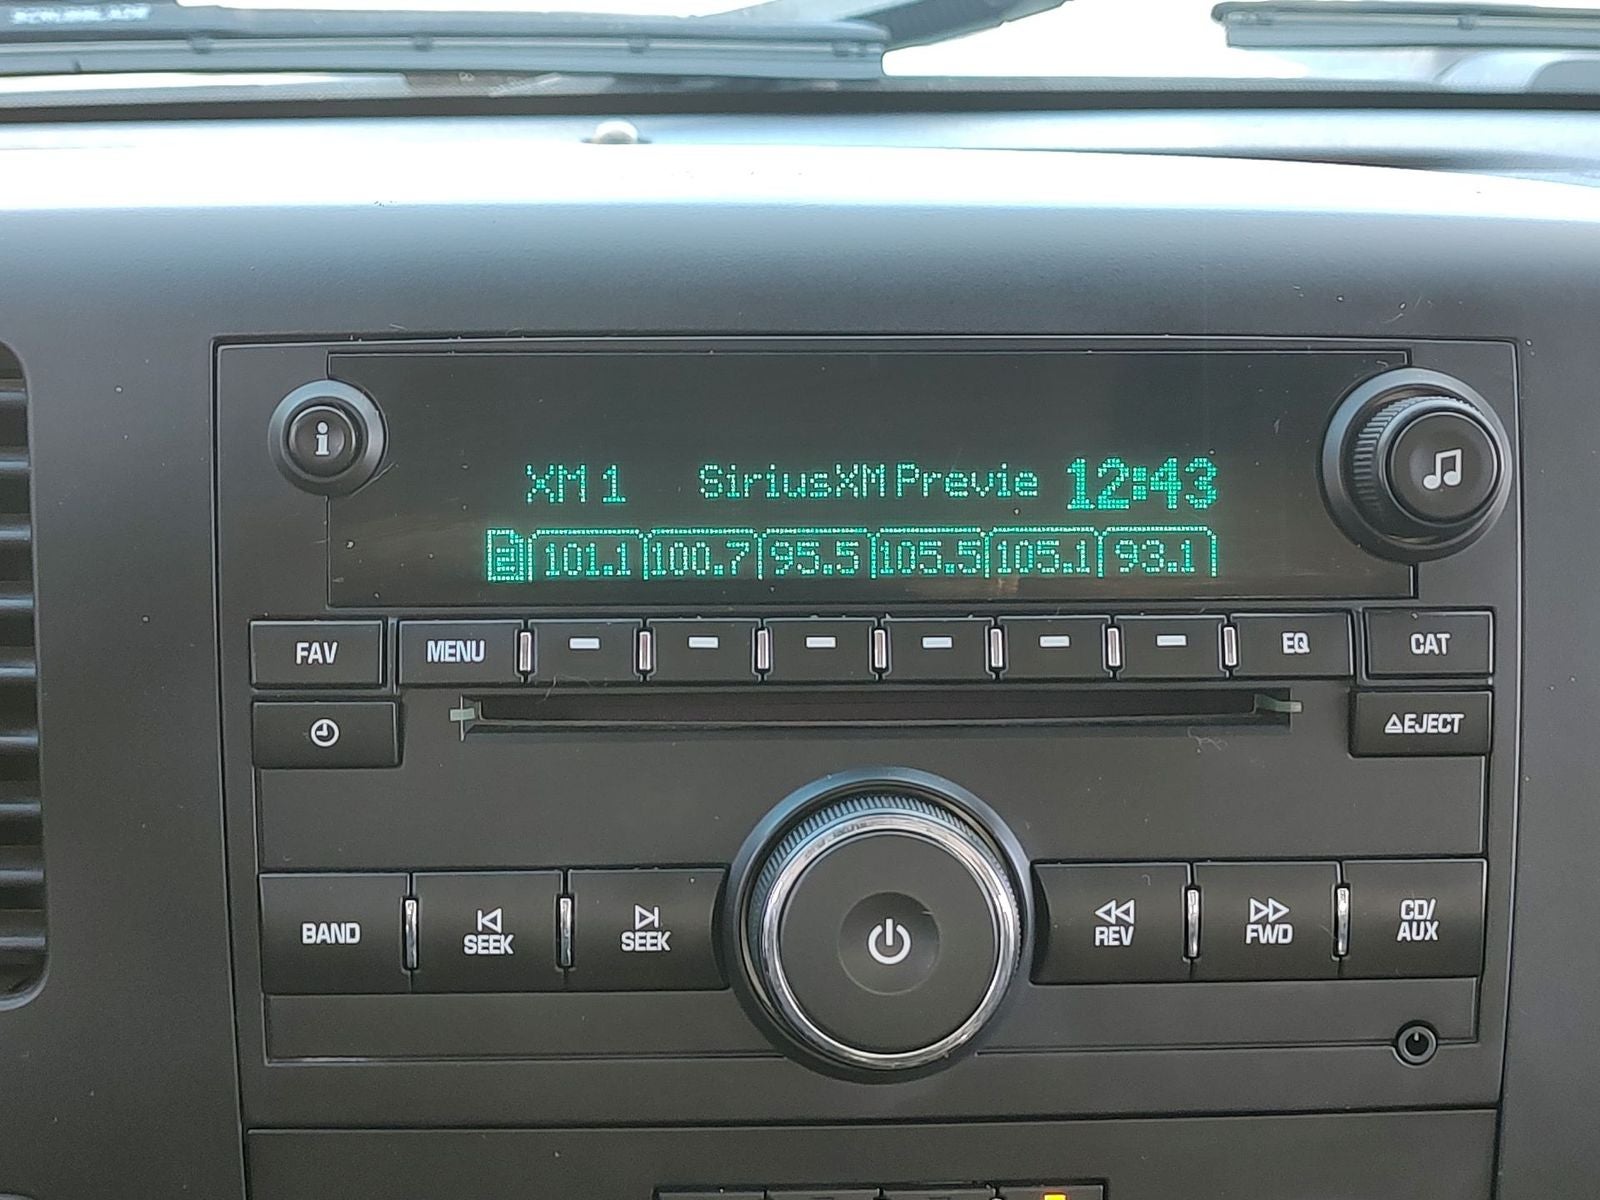 XM 1 SiriusXM Previe 12:43
101.1 100.7 95.5 105.5 105.1 93.1
FAV MENU EQ CAT
EJECT
BAND SEEK SEEK REV FWD CD/AUX